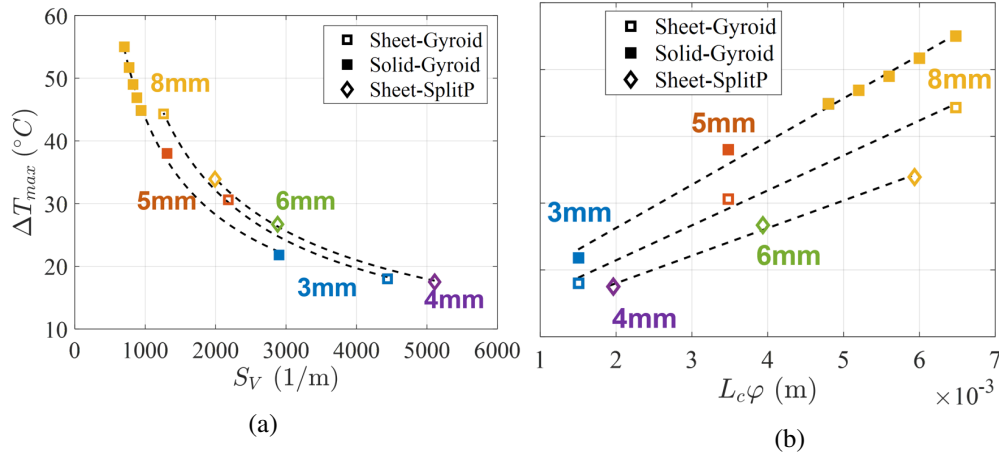 60
50
40
30
20
10
0
1000
2000
3000
4000
5000
6000
ΔT_max (°C)
S_V (1/m)
Sheet-Gyroid
Solid-Gyroid
Sheet-SplitP
8mm
5mm
6mm
3mm
4mm
(a)
Sheet-Gyroid
Solid-Gyroid
Sheet-SplitP
8mm
5mm
3mm
6mm
4mm
1
2
3
4
5
6
7
L_cφ (m)
×10⁻³
(b)